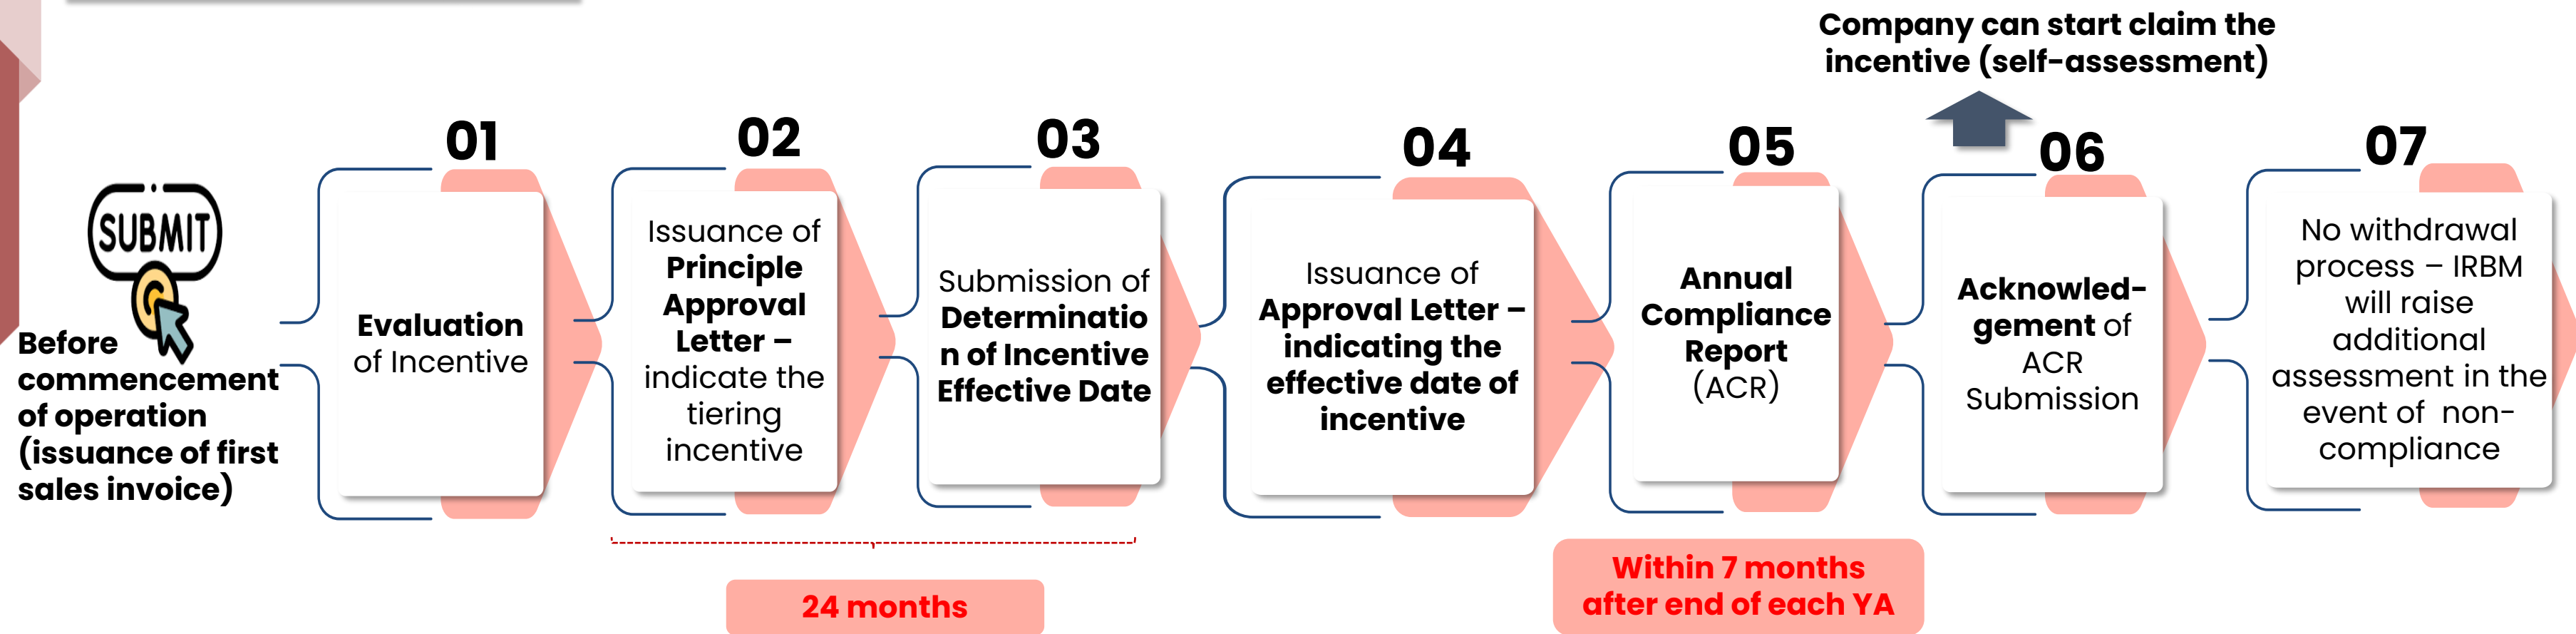 Company can start claim the
incentive (self-assessment)
SUBMIT
Before
commencement
of operation
(issuance of first
sales invoice)
01
Evaluation
of Incentive
02
Issuance of
Principle
Approval
Letter –
indicate the
tiering
incentive
03
Submission of
Determinatio
n of Incentive
Effective Date
24 months
04
Issuance of
Approval Letter –
indicating the
effective date of
incentive
05
Annual
Compliance
Report
(ACR)
Within 7 months
after end of each YA
06
Acknowled-
gement of
ACR
Submission
07
No withdrawal
process – IRBM
will raise
additional
assessment in the
event of non-
compliance